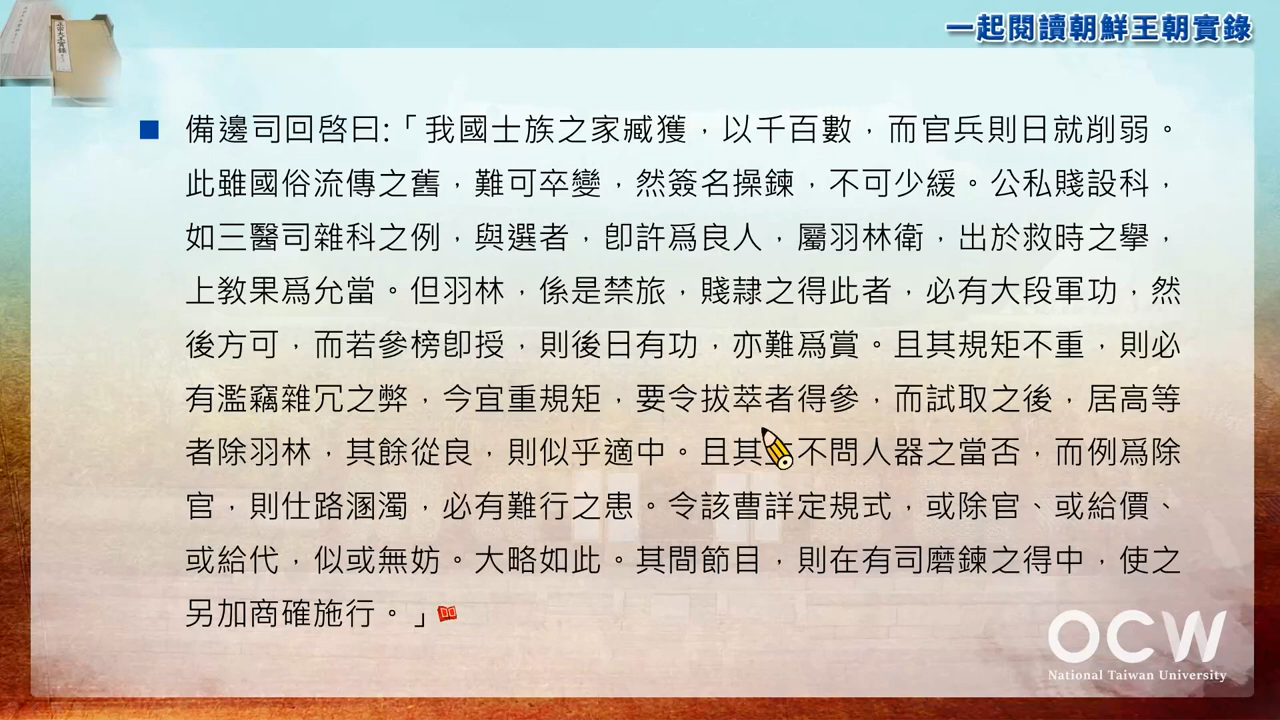 一起閱讀朝鮮王朝實錄
備邊司回啓曰:「我國士族之家臧獲，以千百數，而官兵則日就削弱。
此雖國俗流傳之舊，難可卒變，然簽名操鍊，不可少緩。公私賤設科，
如三醫司雜科之例，與選者，卽許爲良人，屬羽林衛，出於救時之擧，
上敎果爲允當。但羽林，係是禁旅，賤隷之得此者，必有大段軍功，然
後方可，而若參榜卽授，則後日有功，亦難爲賞。且其規矩不重，則必
有濫竊雜冗之弊，今宜重規矩，要令拔萃者得參，而試取之後，居高等
者除羽林，其餘從良，則似乎適中。且其不問人器之當否，而例爲除
官，則仕路溷濁，必有難行之患。令該曹詳定規式，或除官、或給價、
或給代，似或無妨。大略如此。其間節目，則在有司磨鍊之得中，使之
另加商確施行。」
OCW
National Taiwan University